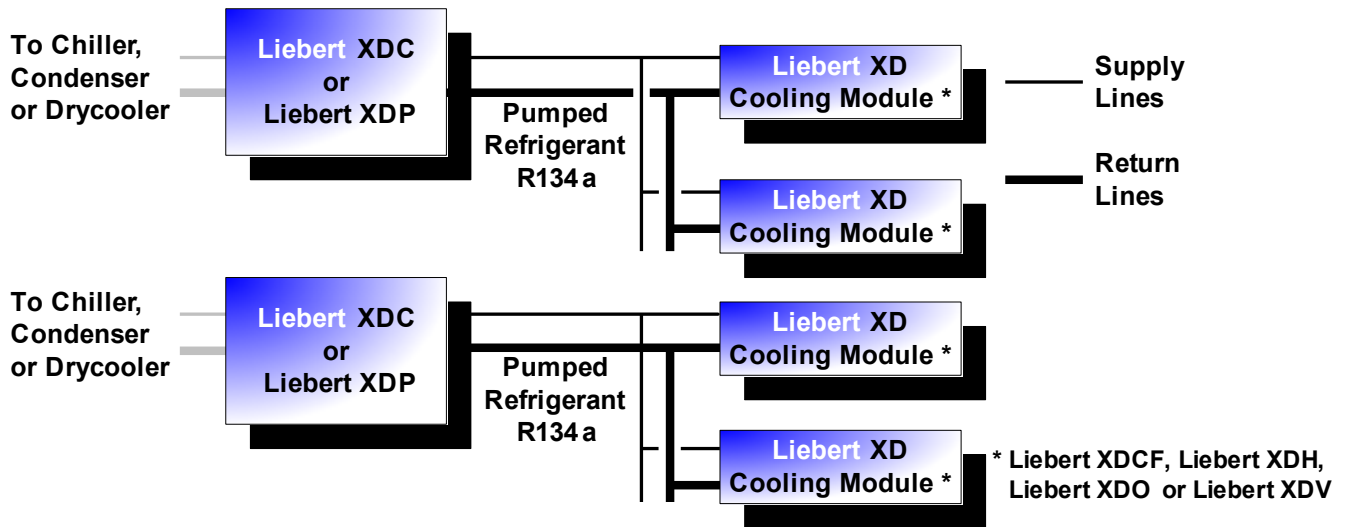 To Chiller,
Condenser
or Drycooler
Liebert XDC
or
Liebert XDP
Pumped
Refrigerant
R134a
Liebert XD
Cooling Module *
Liebert XD
Cooling Module *
Supply
Lines
Return
Lines
To Chiller,
Condenser
or Drycooler
Liebert XDC
or
Liebert XDP
Pumped
Refrigerant
R134a
Liebert XD
Cooling Module *
Liebert XD
Cooling Module *
* Liebert XDCF, Liebert XDH,
Liebert XDO or Liebert XDV